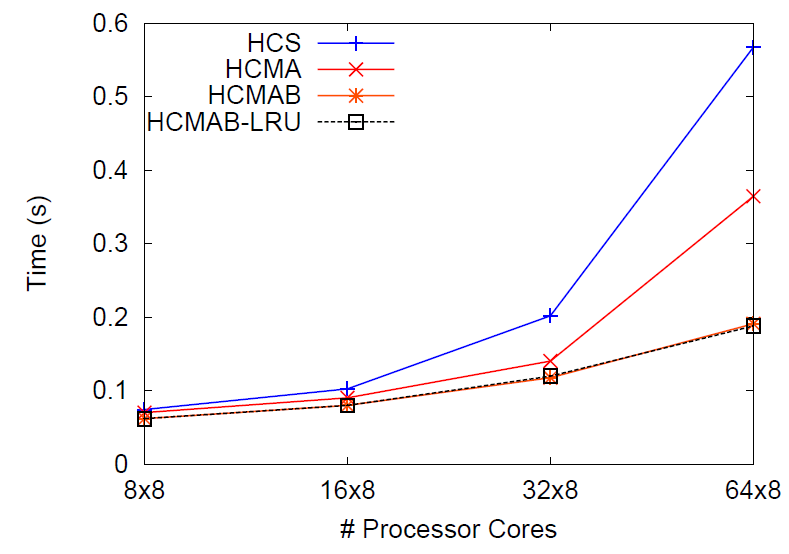 HCS
HCMA
HCMAB
HCMAB-LRU
0.6
0.5
0.4
0.3
0.2
0.1
0
Time (s)
8x8 16x8 32x8 64x8
# Processor Cores